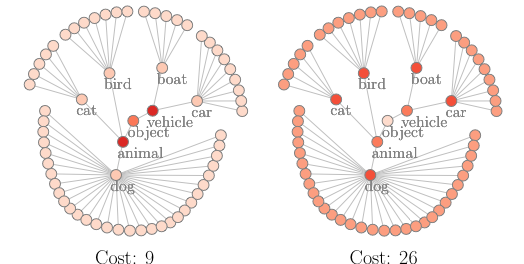 bird
boat
cat
car
vehicle
object
animal
dog
Cost: 9
bird
boat
cat
car
vehicle
object
animal
dog
Cost: 26